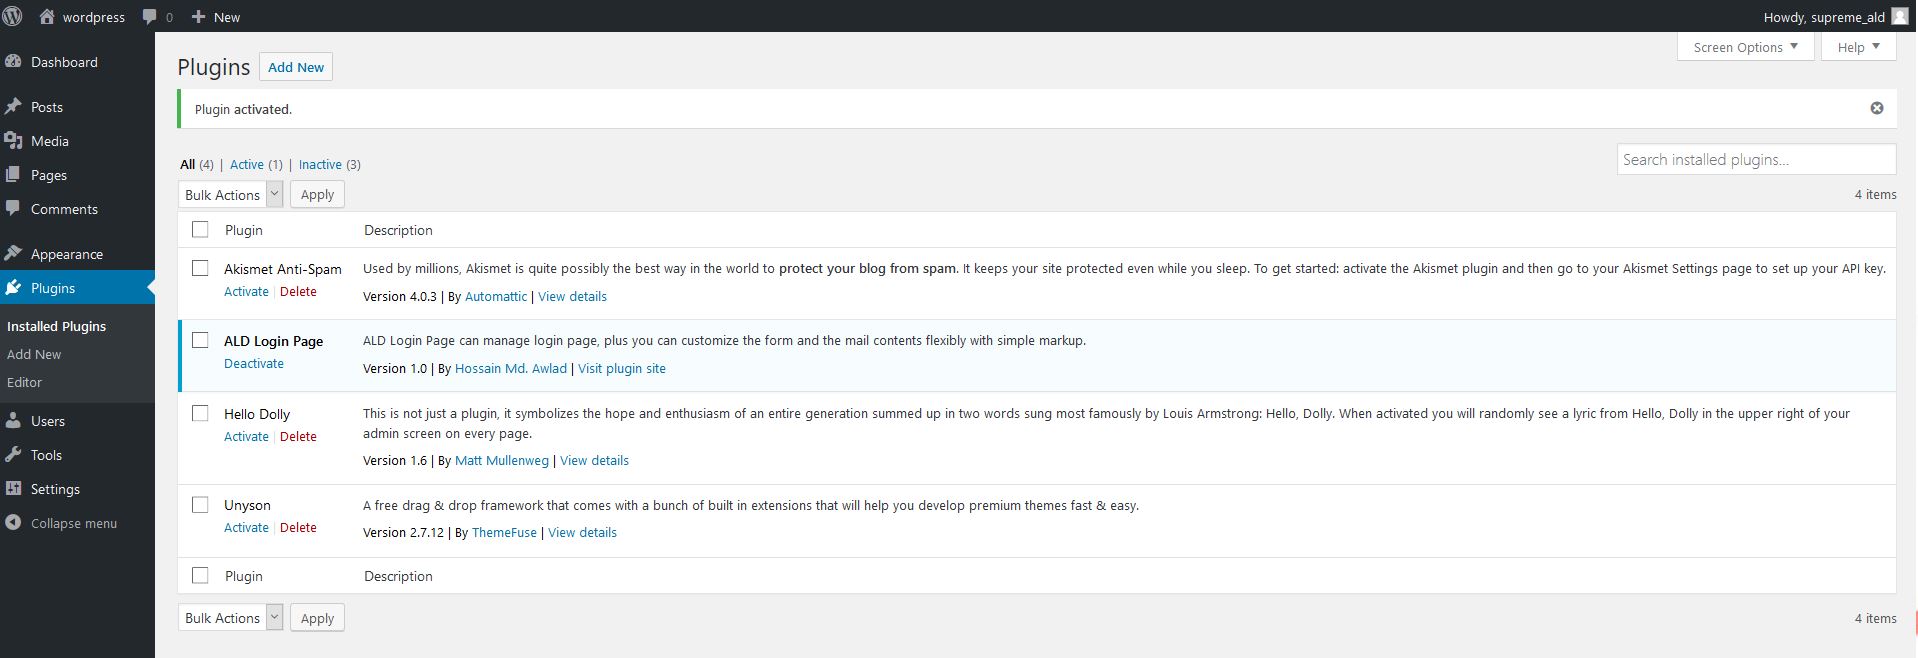 wordpress 0 New Howdy, supreme_ald
Screen Options Help
Dashboard
Posts
Media
Pages
Comments
Appearance
Plugins
Installed Plugins
Add New
Editor
Users
Tools
Settings
Collapse menu
Plugins Add New
Plugin activated.
All (4) | Active (1) | Inactive (3)
Search installed plugins...
Bulk Actions Apply
4 items
Plugin Description
Akismet Anti-Spam
Activate | Delete
Used by millions, Akismet is quite possibly the best way in the world to protect your blog from spam. It keeps your site protected even while you sleep. To get started: activate the Akismet plugin and then go to your Akismet Settings page to set up your API key.
Version 4.0.3 | By Automattic | View details
ALD Login Page
Deactivate
ALD Login Page can manage login page, plus you can customize the form and the mail contents flexibly with simple markup.
Version 1.0 | By Hossain Md. Awlad | Visit plugin site
Hello Dolly
Activate | Delete
This is not just a plugin, it symbolizes the hope and enthusiasm of an entire generation summed up in two words sung most famously by Louis Armstrong: Hello, Dolly. When activated you will randomly see a lyric from Hello, Dolly in the upper right of your
admin screen on every page.
Version 1.6 | By Matt Mullenweg | View details
Unyson
Activate | Delete
A free drag & drop framework that comes with a bunch of built in extensions that will help you develop premium themes fast & easy.
Version 2.7.12 | By ThemeFuse | View details
Plugin Description
Bulk Actions Apply
4 items